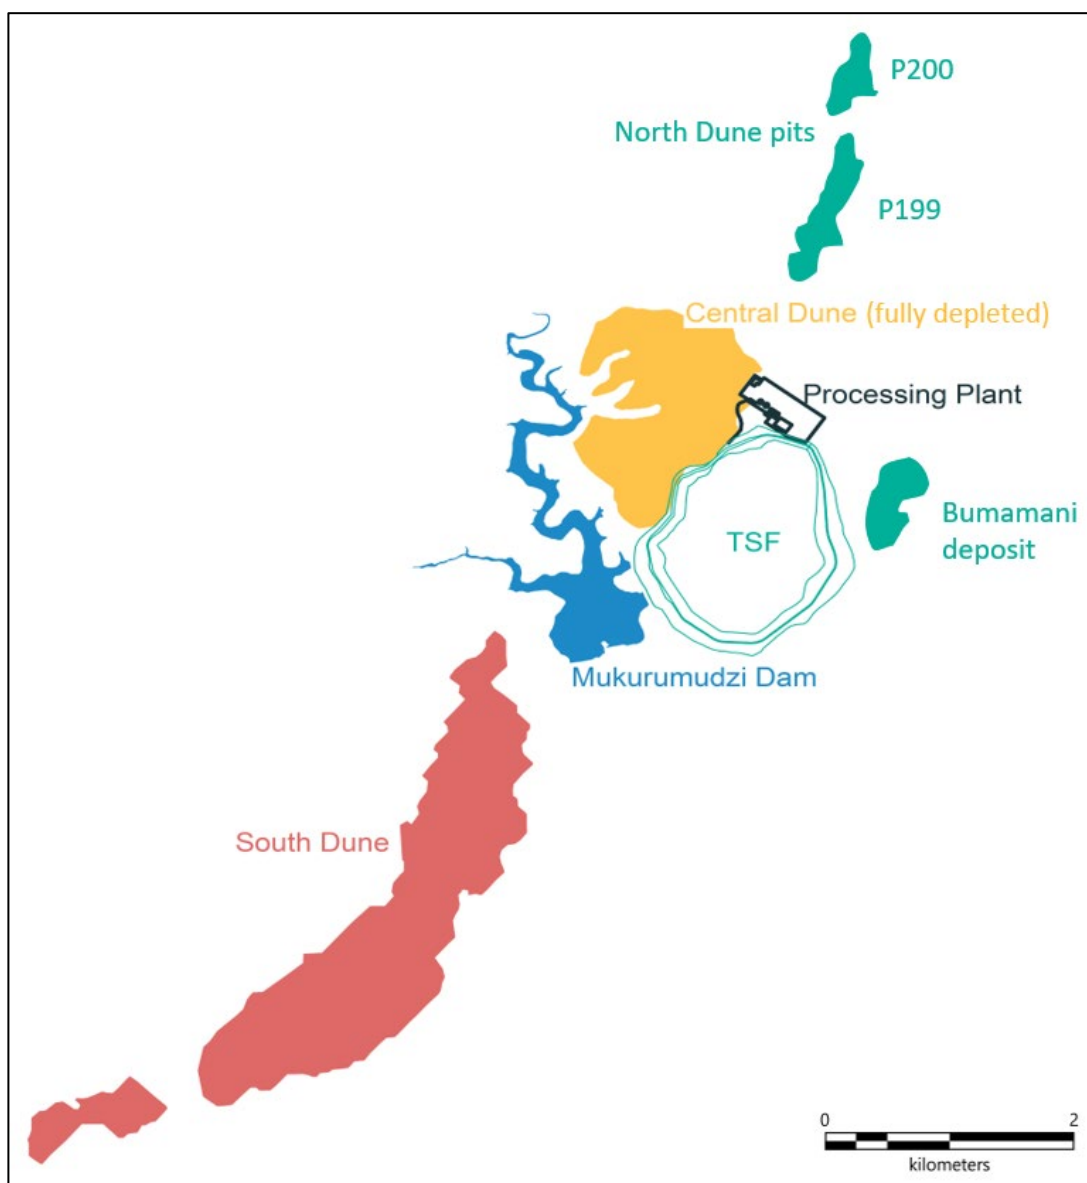 P200
North Dune pits
P199
Central Dune (fully depleted)
Processing Plant
Bumamani
deposit
TSF
Mukurumudzi Dam
South Dune
0 2
kilometers